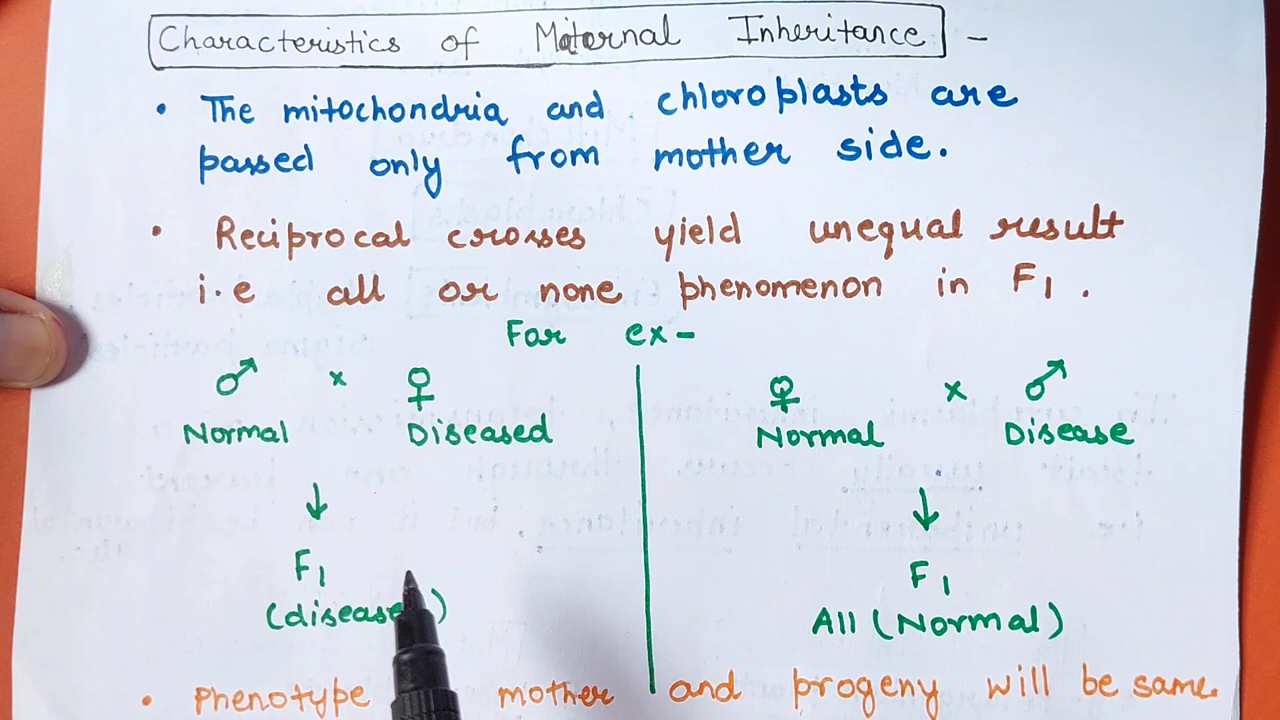 Characteristics of Maternal Inheritance -
• The mitochondria and chloroplasts are
passed only from mother side.
• Reciprocal crosses yield unequal result
i.e all or none phenomenon in F1.
For ex-
♂ x ♀
Normal Diseased
↓
F1
(disease )
♀ x ♂
Normal Disease
↓
F1
All (Normal)
• Phenotype mother and progeny will be same.